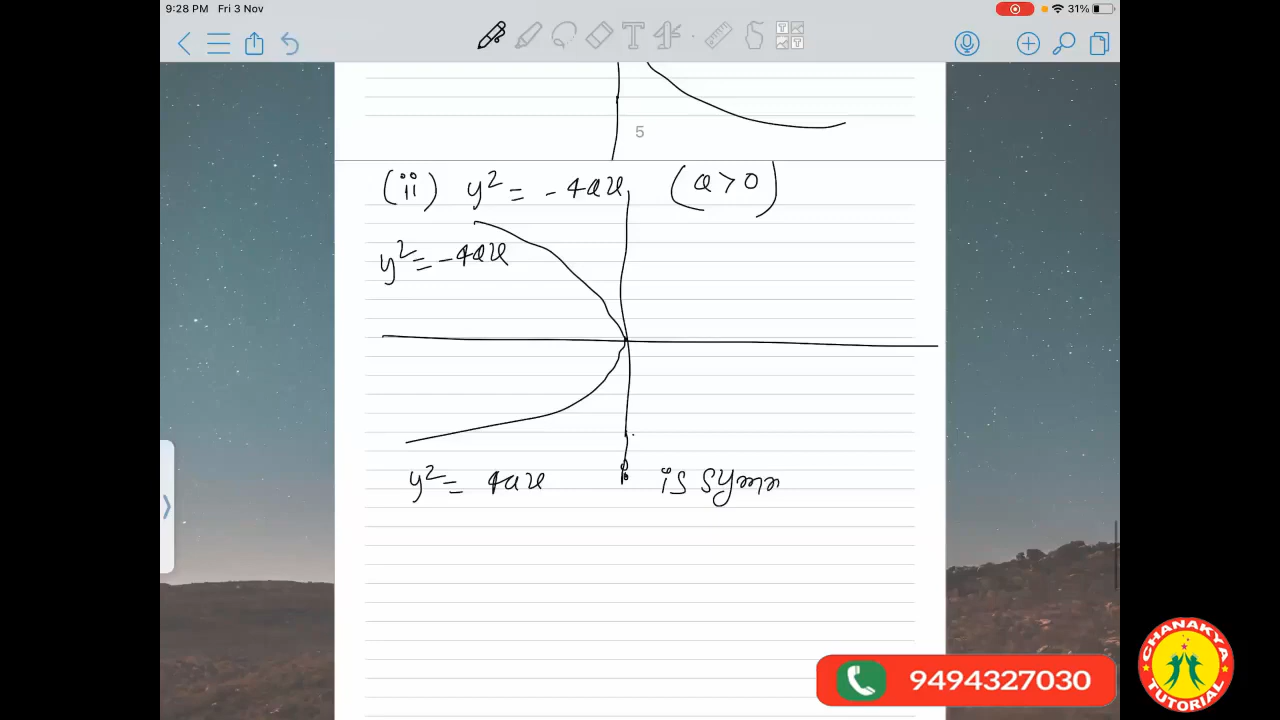 9:28 PM Fri 3 Nov
31%
5
(ii) y² = -4ax (a>0)
y² = -4ax
y² = 4ax is symm
9494327030
CHANAKYA TUTORIAL